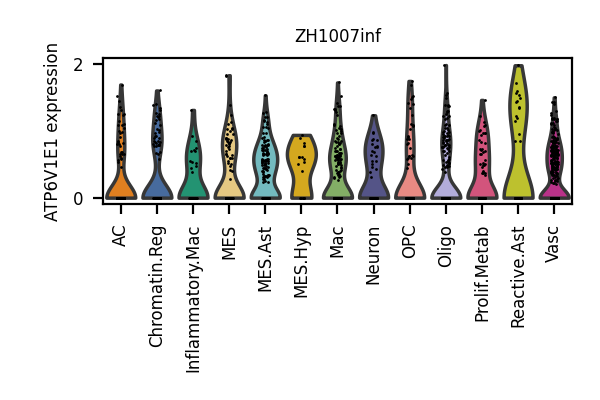 ZH1007inf
ATP6V1E1 expression
2
0
AC
Chromatin.Reg
Inflammatory.Mac
MES
MES.Ast
MES.Hyp
Mac
Neuron
OPC
Oligo
Prolif.Metab
Reactive.Ast
Vasc